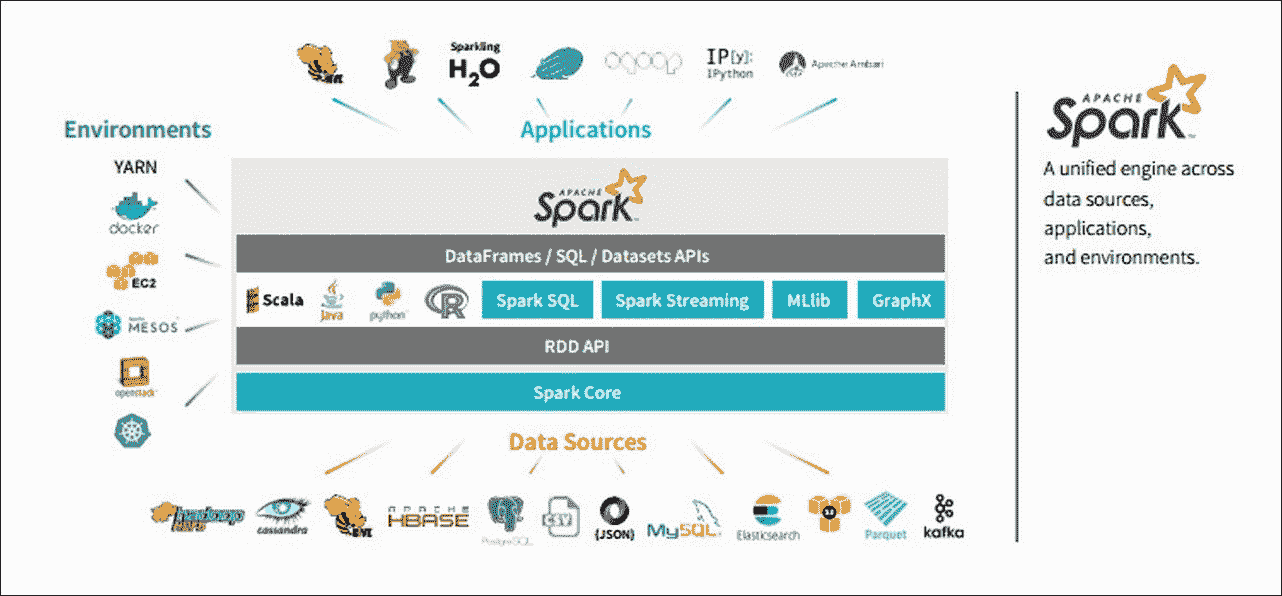 Sparkling
H2O
oqoop
IP[y]:
IPython
Apache Ambari
Environments
Applications
YARN
docker
EC2
MESOS
openstack
APACHE
Spark
DataFrames / SQL / Datasets APIs
Scala
Java
python
R
Spark SQL
Spark Streaming
MLlib
GraphX
RDD API
Spark Core
Data Sources
hadoop
cassandra
APACHE
HBASE
PostgreSQL
CSV
{JSON}
MySQL
Elasticsearch
Parquet
kafka
APACHE
Spark
A unified engine across
data sources,
applications,
and environments.